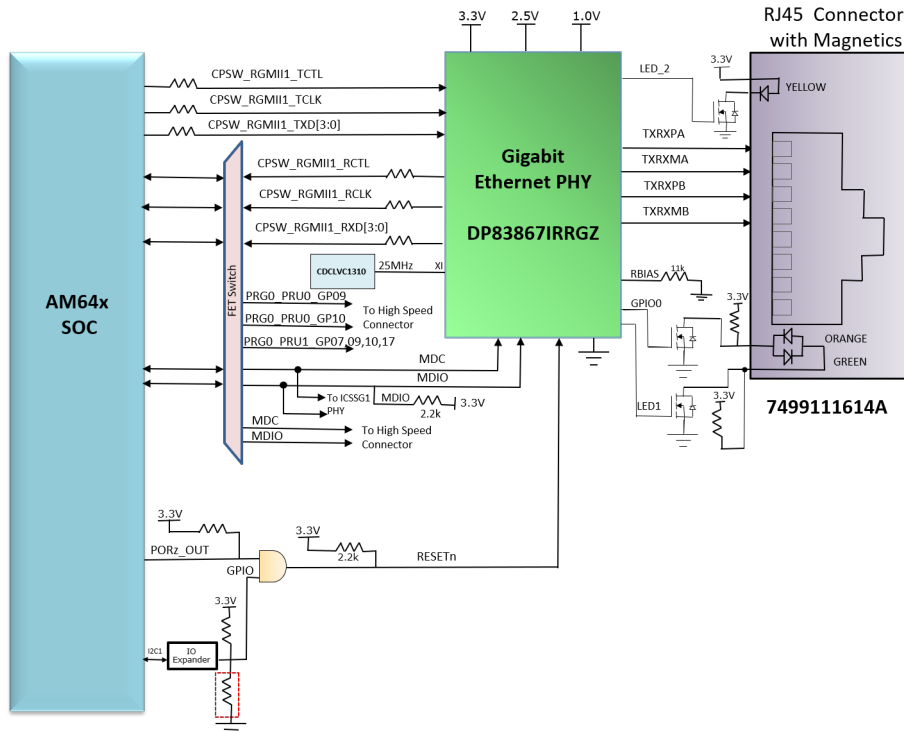 3.3V
2.5V
1.0V
RJ45 Connector
with Magnetics
CPSW_RGMII1_TCTL
CPSW_RGMII1_TCLK
CPSW_RGMII1_TXD[3:0]
LED_2
3.3V
YELLOW
CPSW_RGMII1_RCTL
CPSW_RGMII1_RCLK
CPSW_RGMII1_RXD[3:0]
Gigabit
Ethernet PHY
DP83867IRRGZ
TXRXPA
TXRXMA
TXRXPB
TXRXMB
CDCLVC1310
25MHz
XI
RBIAS
11k
GPIO0
3.3V
AM64x
SOC
FET Switch
PRG0_PRU0_GP09
PRG0_PRU0_GP10
PRG0_PRU1_GP07,09,10,17
To High Speed
Connector
ORANGE
GREEN
MDC
MDIO
To ICSSG1
PHY
MDIO
2.2k
3.3V
LED1
3.3V
7499111614A
MDC
MDIO
To High Speed
Connector
3.3V
PORz_OUT
GPIO
3.3V
2.2k
RESETn
3.3V
I2C1
IO
Expander